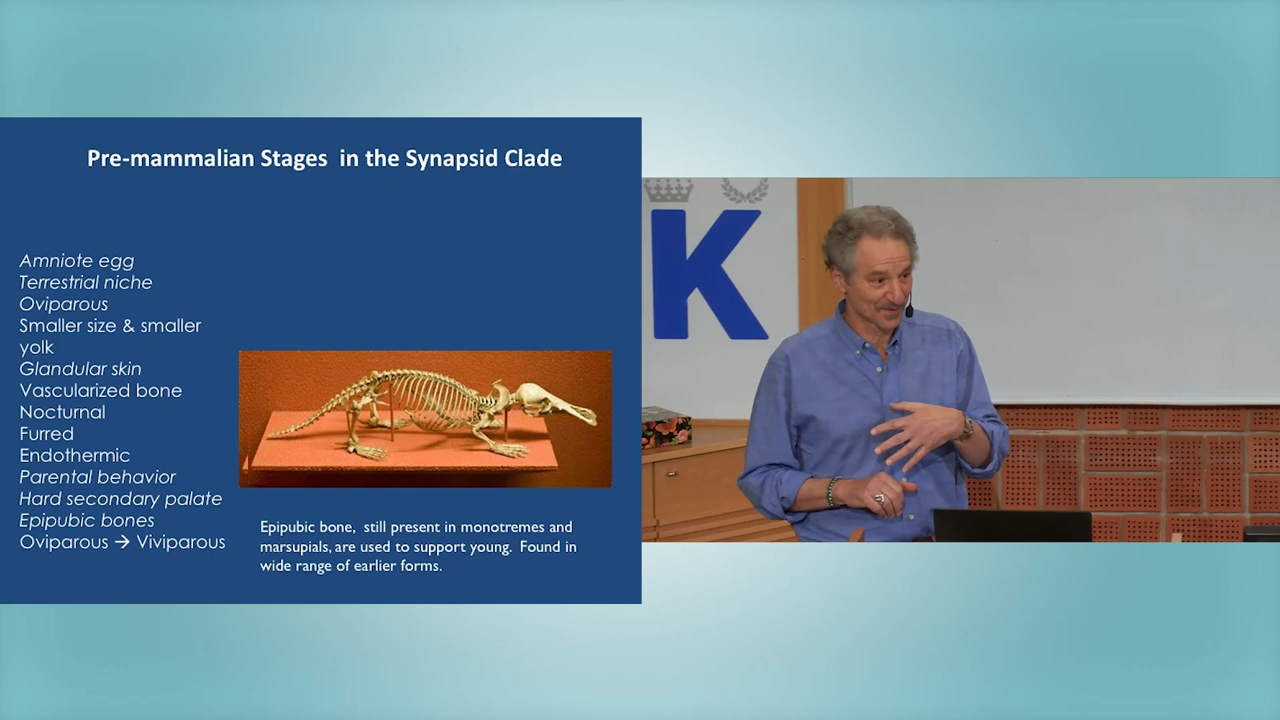 Pre-mammalian Stages in the Synapsid Clade
Amniote egg
Terrestrial niche
Oviparous
Smaller size & smaller
yolk
Glandular skin
Vascularized bone
Nocturnal
Furred
Endothermic
Parental behavior
Hard secondary palate
Epipubic bones
Oviparous → Viviparous
Epipubic bone, still present in monotremes and
marsupials, are used to support young. Found in
wide range of earlier forms.
K